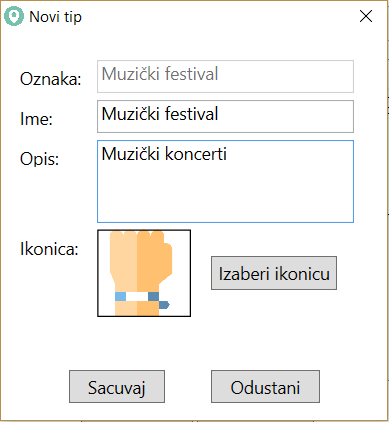 Novi tip
Oznaka: Muzički festival
Ime: Muzički festival
Opis: Muzički koncerti
Ikonica: Izaberi ikonicu
Sacuvaj Odustani